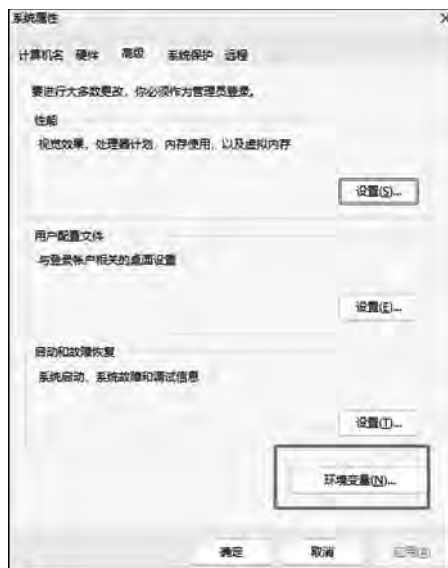 系统属性
计算机名 硬件 高级 系统保护 远程
要进行大多数更改，你必须作为管理员登录。
性能
视觉效果，处理器计划，内存使用，以及虚拟内存
设置(S)...
用户配置文件
与登录帐户相关的桌面设置
设置(E)...
启动和故障恢复
系统启动、系统故障和调试信息
设置(T)...
环境变量(N)...
确定 取消 应用(A)